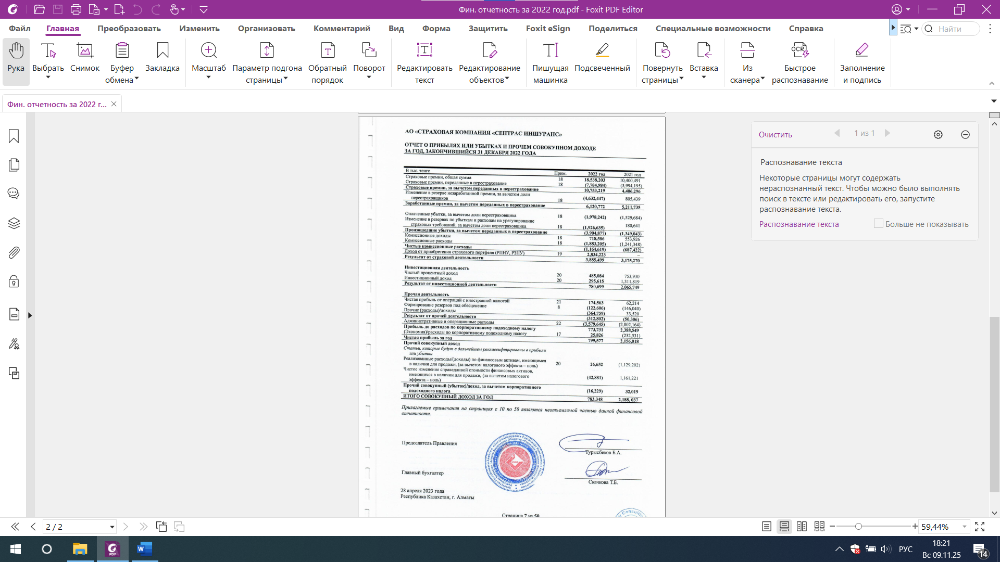 Фин. отчетность за 2022 год.pdf - Foxit PDF Editor
Файл Главная Преобразовать Изменить Организовать Комментарий Вид Форма Защитить Foxit eSign Поделиться Специальные возможности Справка Найти
Рука Выбрать Снимок Буфер обмена Закладка Масштаб Параметр подгона страницы Обратный порядок Поворот Редактировать текст Редактирование объектов Пишущая машинка Подсвеченный Повернуть страницы Вставка Из сканера Быстрое распознавание Заполнение и подпись
Фин. отчетность за 2022 г...
АО «СТРАХОВАЯ КОМПАНИЯ «СЕНТРАС ИНШУРАНС»
ОТЧЕТ О ПРИБЫЛЯХ ИЛИ УБЫТКАХ И ПРОЧЕМ СОВОКУПНОМ ДОХОДЕ
ЗА ГОД, ЗАКОНЧИВШИЙСЯ 31 ДЕКАБРЯ 2022 ГОДА
В тыс. тенге Прим. 2022 год 2021 год
Страховые премии, общая сумма 18 18,538,203 10,400,491
Страховые премии, переданные в перестрахование 18 (7,784,984) (5,994,195)
Страховые премии, за вычетом переданных в перестрахование 10,753,219 4,406,296
Изменение в резерве незаработанной премии, за вычетом доли
перестраховщиков 18 (4,632,447) 805,439
Заработанные премии, за вычетом переданных в перестрахование 6,120,772 5,211,735
Оплаченные убытки, за вычетом доли перестраховщика 18 (1,978,242) (1,529,684)
Изменения в резервах по убыткам и расходам на урегулирование
страховых требований, за вычетом доли перестраховщика 18 (1,926,635) 180,641
Произошедшие убытки, за вычетом переданных в перестрахование (3,904,877) (1,349,043)
Комиссионные доходы 18 718,586 553,926
Комиссионные расходы 18 (1,883,205) (1,241,348)
Чистые комиссионные расходы (1,164,619) (687,422)
Доход от приобретения страхового портфеля (РПНУ, РЗНУ) 19 2,834,223 –
Результат от страховой деятельности 3,885,499 3,175,270
Инвестиционная деятельность
Чистый процентный доход 20 485,084 753,930
Инвестиционный доход 20 295,615 1,311,819
Результат от инвестиционной деятельности 780,699 2,065,749
Прочая деятельность
Чистая прибыль от операций с иностранной валютой 21 174,563 62,214
Формирование резервов под обесценение 8 (122,606) (146,040)
Прочие (расходы)/доходы (364,759) 33,520
Результат от прочей деятельности (312,802) (50,306)
Административные и операционные расходы 22 (3,579,645) (2,802,164)
Прибыль до расходов по корпоративному подоходному налогу 773,731 2,388,549
(Экономия)/расходы по корпоративному подоходному налогу 17 25,826 (232,531)
Чистая прибыль за год 799,577 2,156,018
Прочий совокупный доход
Статьи, которые будут в дальнейшем реклассифицированы в прибыли
или убытки
Реализованные расходы/(доходы) по финансовым активам, имеющимся
в наличии для продажи, (за вычетом налогового эффекта – ноль) 20 26,652 (1,129,202)
Чистое изменение справедливой стоимости финансовых активов,
имеющихся в наличии для продажи, (за вычетом налогового
эффекта – ноль) (42,881) 1,161,221
Прочий совокупный (убыток)/доход, за вычетом корпоративного
подоходного налога (16,229) 32,019
ИТОГО СОВОКУПНЫЙ ДОХОД ЗА ГОД 783,348 2,188, 037
Прилагаемые примечания на страницах с 10 по 50 являются неотъемлемой частью данной финансовой
отчетности.
Председатель Правления
Турысбеков Б.А.
Главный бухгалтер
Скачкова Т.Б.
28 апреля 2023 года
Республика Казахстан, г. Алматы
Страница 7 из 50
Очистить 1 из 1
Распознавание текста
Некоторые страницы могут содержать
нераспознанный текст. Чтобы можно было выполнять
поиск в тексте или редактировать его, запустите
распознавание текста.
Распознавание текста Больше не показывать
2 / 2 59,44%
РУС 18:21
Вс 09.11.25 14